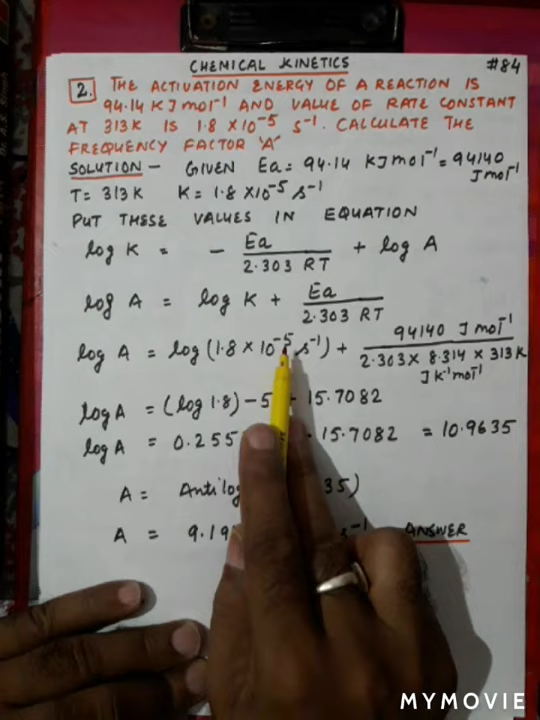 CHEMICAL KINETICS #84
2. THE ACTIVATION ENERGY OF A REACTION IS
94.14 KJ mol⁻¹ AND VALUE OF RATE CONSTANT
AT 313K IS 1.8 X10⁻⁵ s⁻¹. CALCULATE THE
FREQUENCY FACTOR 'A'
SOLUTION – GIVEN Ea = 94.14 KJ mol⁻¹ = 94140 J mol⁻¹
T = 313 K K = 1.8 X10⁻⁵ s⁻¹
PUT THESE VALUES IN EQUATION
log K = - Ea / 2.303 RT + log A
log A = log K + Ea / 2.303 RT
log A = log (1.8 × 10⁻⁵ s⁻¹) + 94140 J mol⁻¹ / 2.303 × 8.314 × 313K JK⁻¹mol⁻¹
log A = (log 1.8) - 5 + 15.7082
log A = 0.255 15.7082 = 10.9635
A = Antilog 35)
A = 9.19 s⁻¹ ANSWER
MYMOVIE